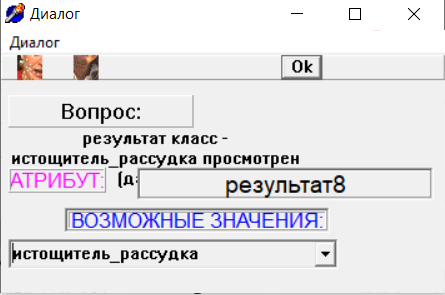 Диалог
Диалог
Ok
Вопрос:
результат класс -
истощитель_рассудка просмотрен
АТРИБУТ: результат8
ВОЗМОЖНЫЕ ЗНАЧЕНИЯ:
истощитель_рассудка